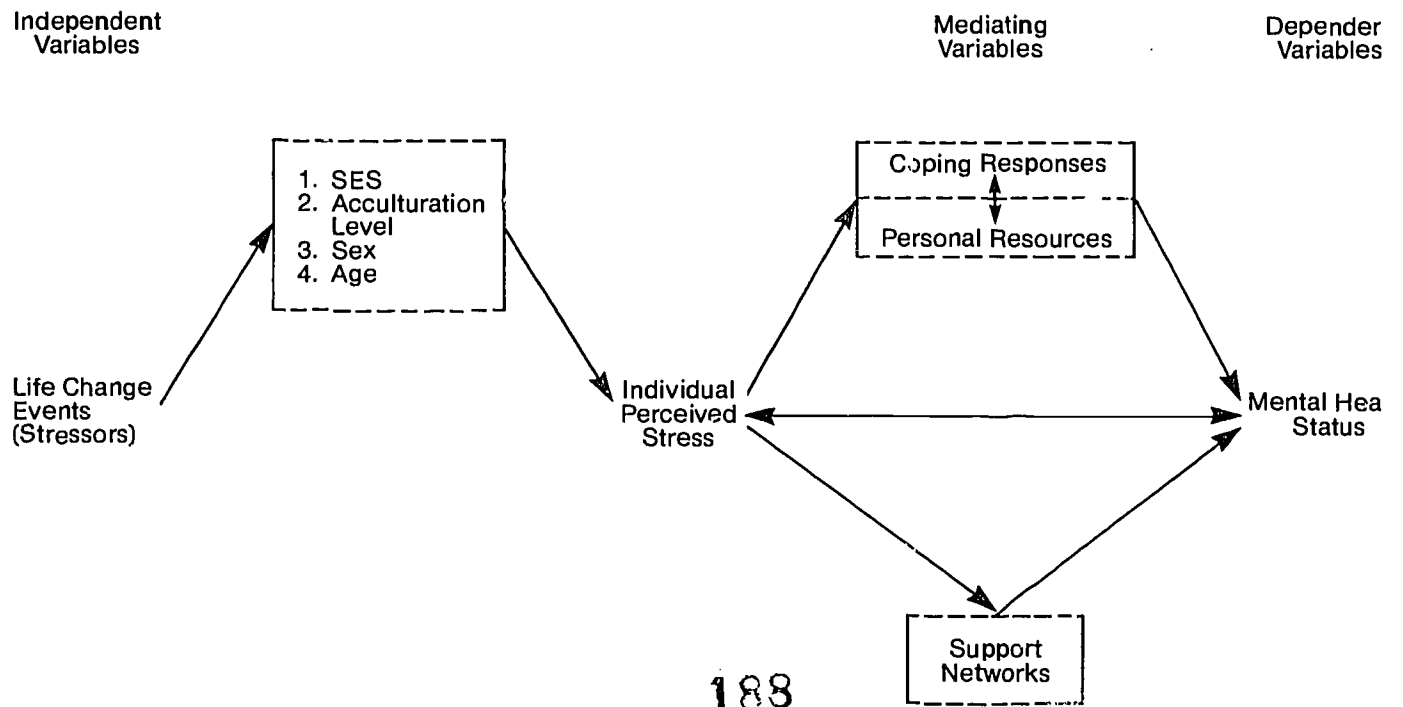 Independent
Variables
Mediating
Variables
Depender
Variables
1. SES
2. Acculturation
Level
3. Sex
4. Age
Coping Responses
Personal Resources
Life Change
Events
(Stressors)
Individual
Perceived
Stress
Mental Hea
Status
Support
Networks
188